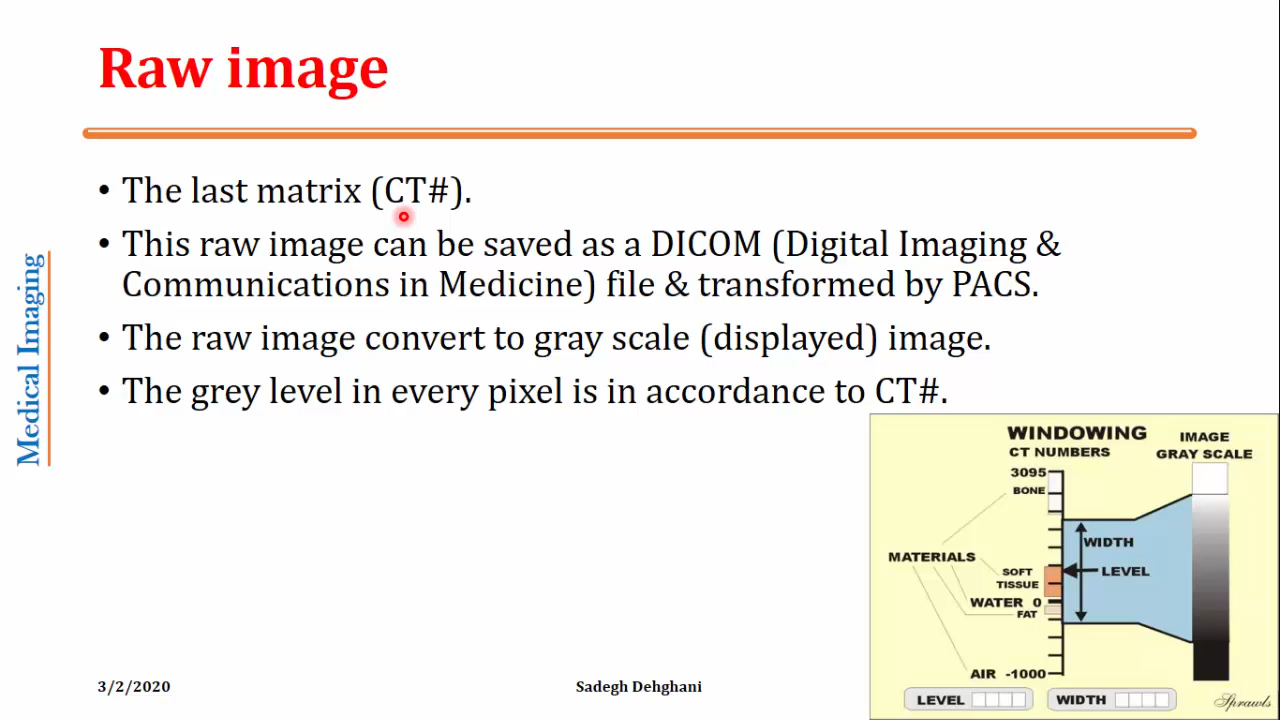 Raw image
• The last matrix (CT#).
• This raw image can be saved as a DICOM (Digital Imaging &
Communications in Medicine) file & transformed by PACS.
• The raw image convert to gray scale (displayed) image.
• The grey level in every pixel is in accordance to CT#.
Medical Imaging
WINDOWING
CT NUMBERS
IMAGE
GRAY SCALE
3095
BONE
WIDTH
MATERIALS
SOFT
TISSUE
LEVEL
WATER 0
FAT
AIR -1000
LEVEL
WIDTH
Sprawls
3/2/2020
Sadegh Dehghani